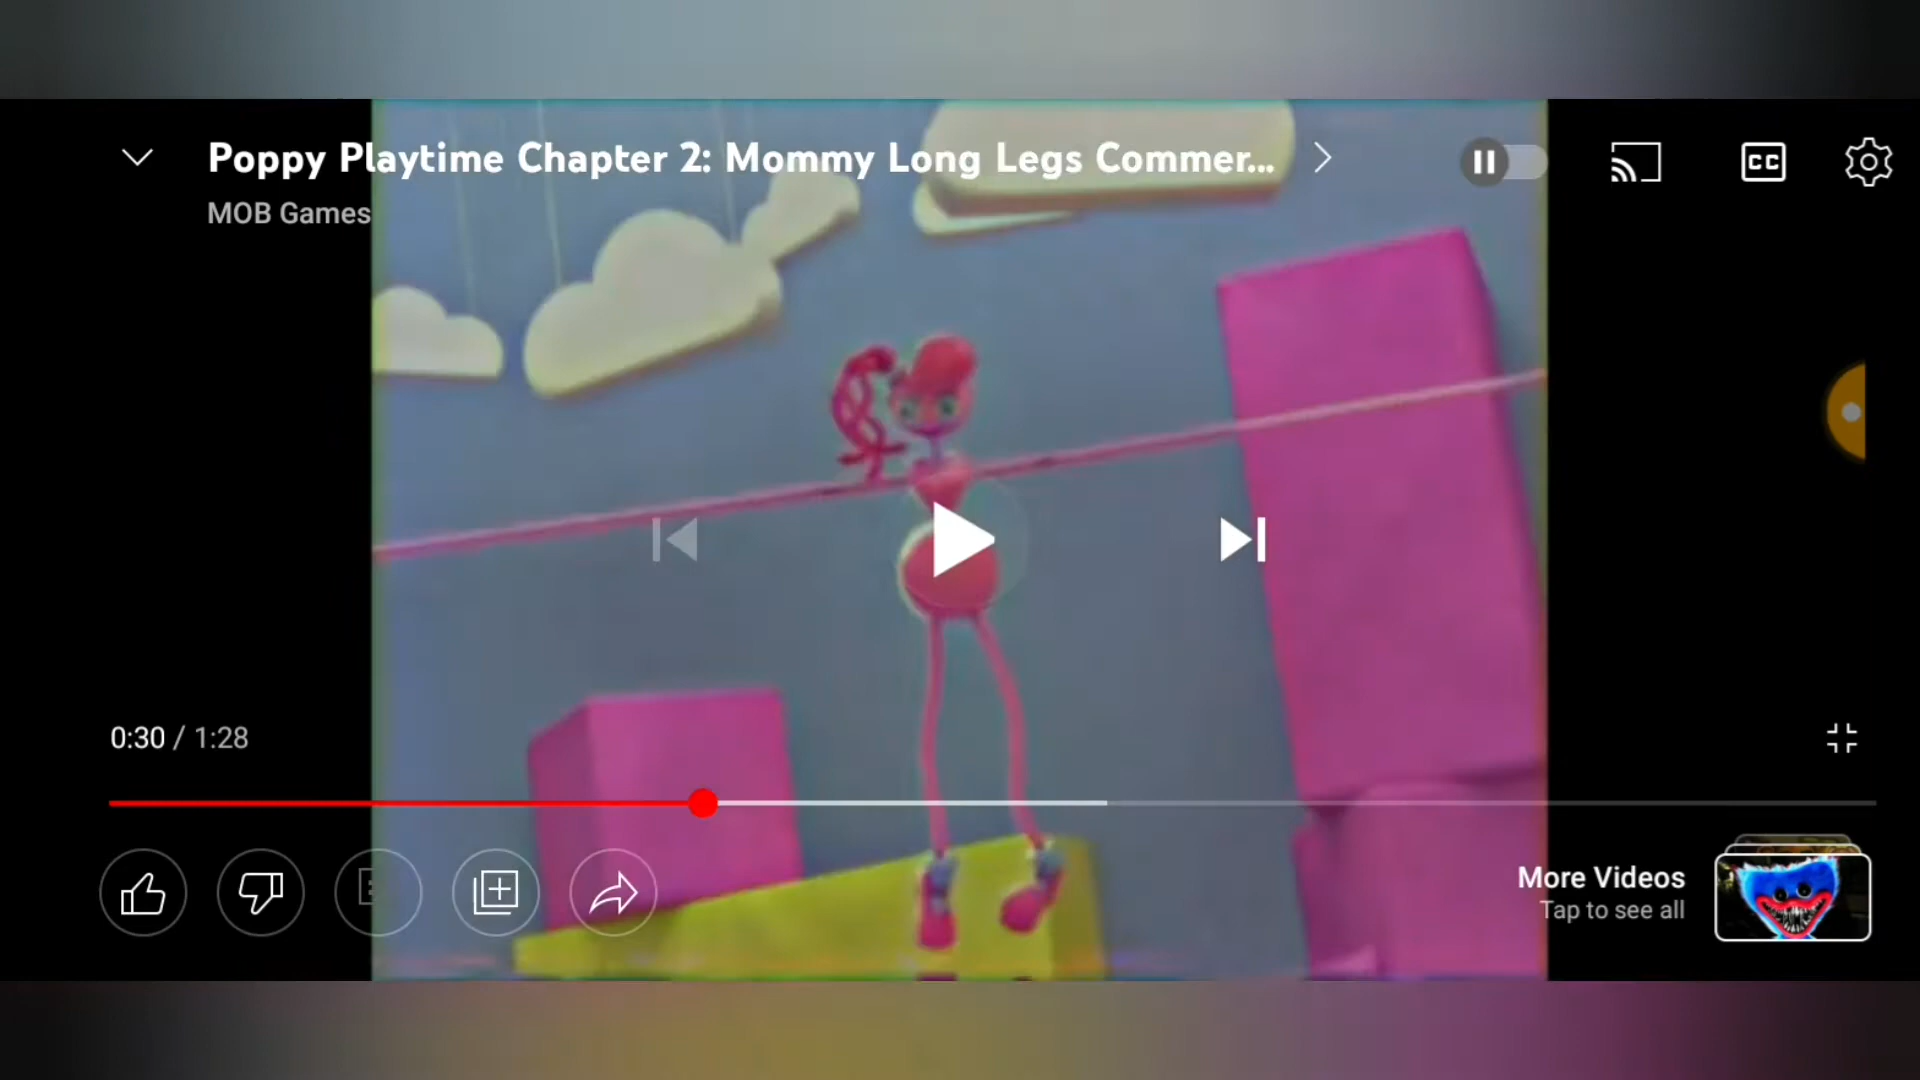 Poppy Playtime Chapter 2: Mommy Long Legs Commer...
MOB Games
CC
0:30 / 1:28
More Videos
Tap to see all